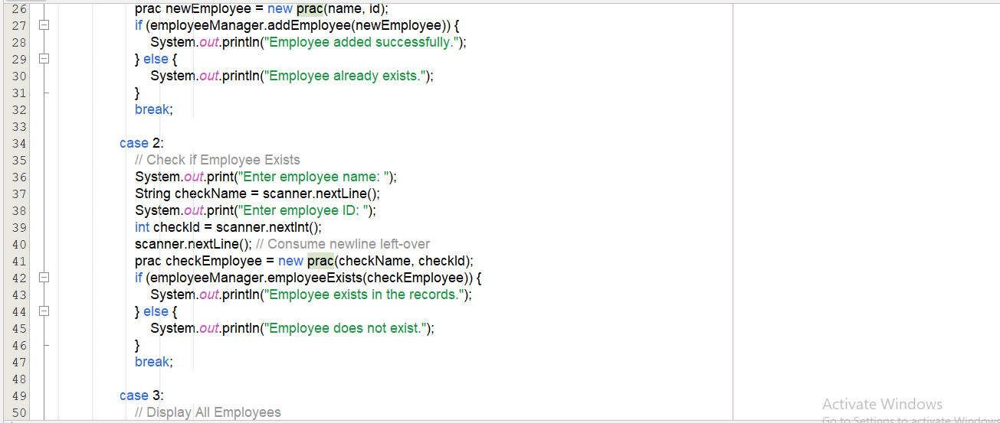 26 prac newEmployee = new prac(name, id);
27 if (employeeManager.addEmployee(newEmployee)) {
28 System.out.println("Employee added successfully.");
29 } else {
30 System.out.println("Employee already exists.");
31 }
32 break;
33
34 case 2:
35 // Check if Employee Exists
36 System.out.print("Enter employee name: ");
37 String checkName = scanner.nextLine();
38 System.out.print("Enter employee ID: ");
39 int checkId = scanner.nextInt();
40 scanner.nextLine(); // Consume newline left-over
41 prac checkEmployee = new prac(checkName, checkId);
42 if (employeeManager.employeeExists(checkEmployee)) {
43 System.out.println("Employee exists in the records.");
44 } else {
45 System.out.println("Employee does not exist.");
46 }
47 break;
48
49 case 3:
50 // Display All Employees
Activate Windows
Go to Settings to activate Windows